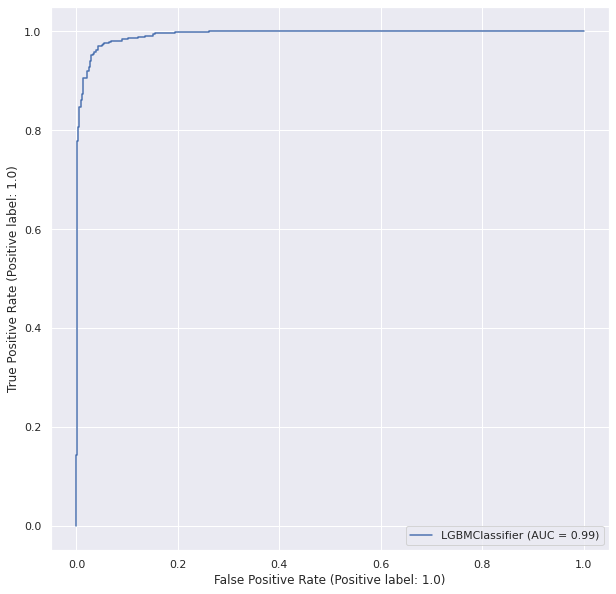 1.0
0.8
0.6
0.4
0.2
0.0
True Positive Rate (Positive label: 1.0)
LGBMClassifier (AUC = 0.99)
0.0 0.2 0.4 0.6 0.8 1.0
False Positive Rate (Positive label: 1.0)